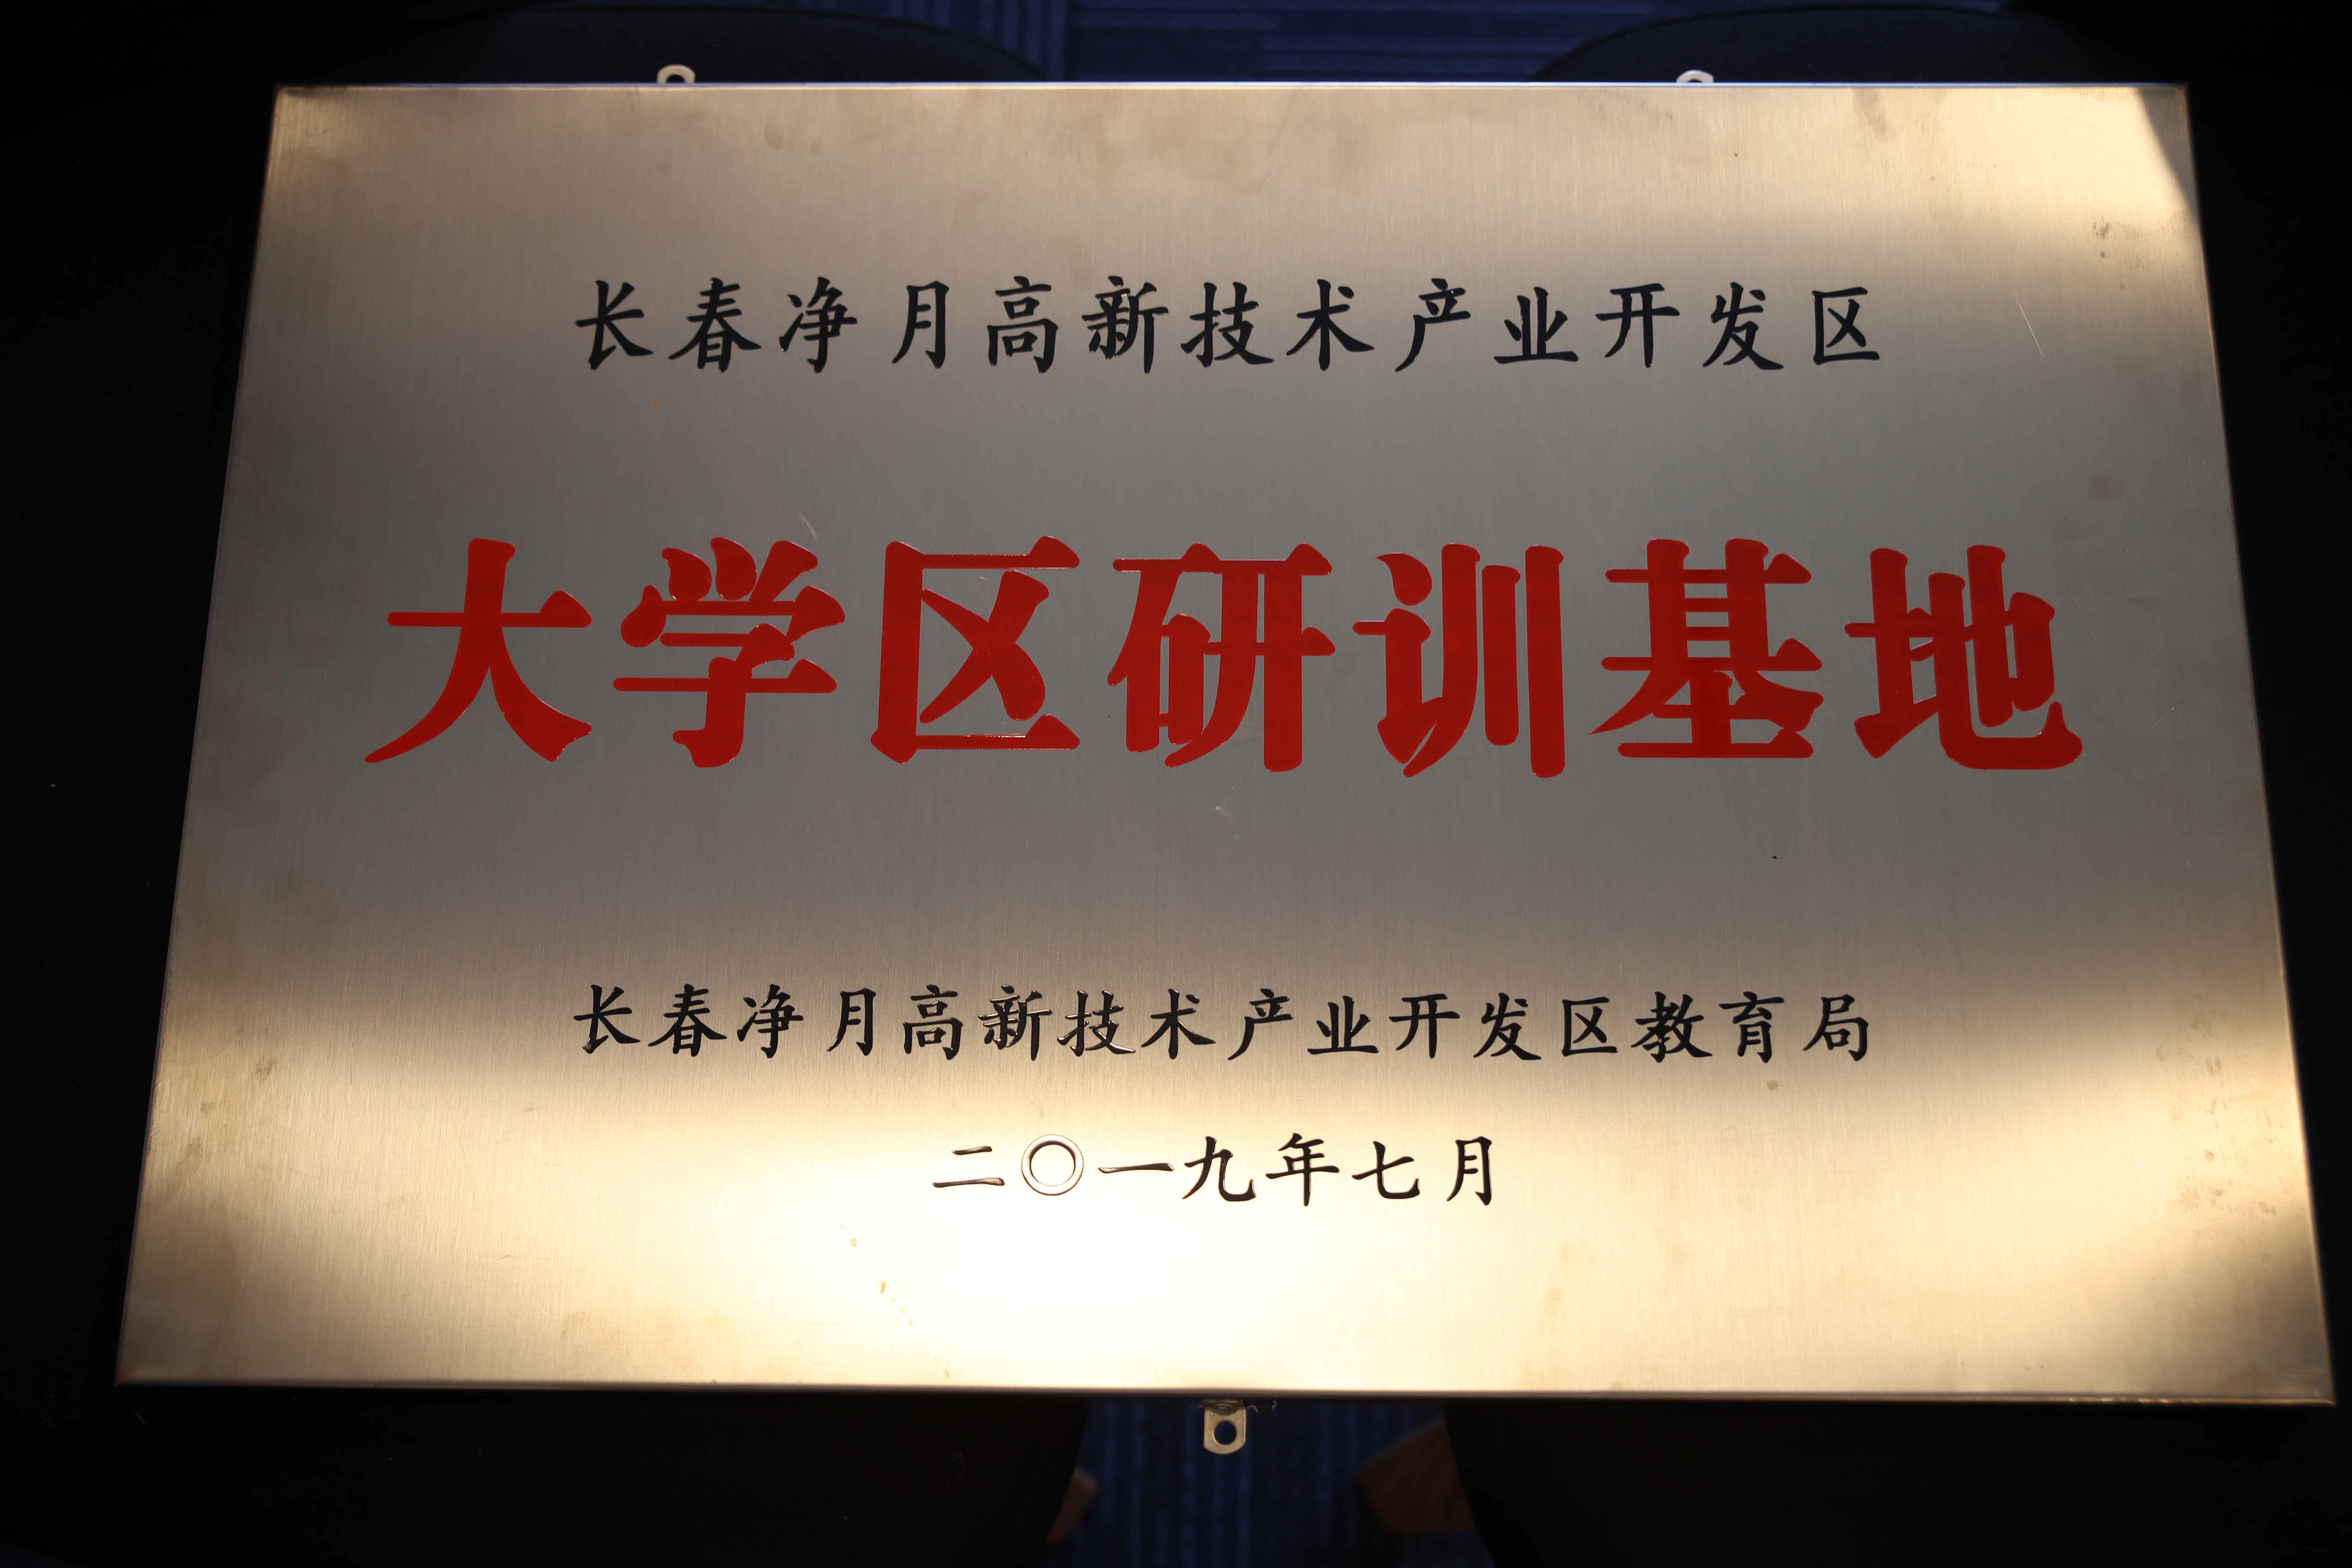 长春净月高新技术产业开发区
大学区研训基地
长春净月高新技术产业开发区教育局
二〇一九年七月